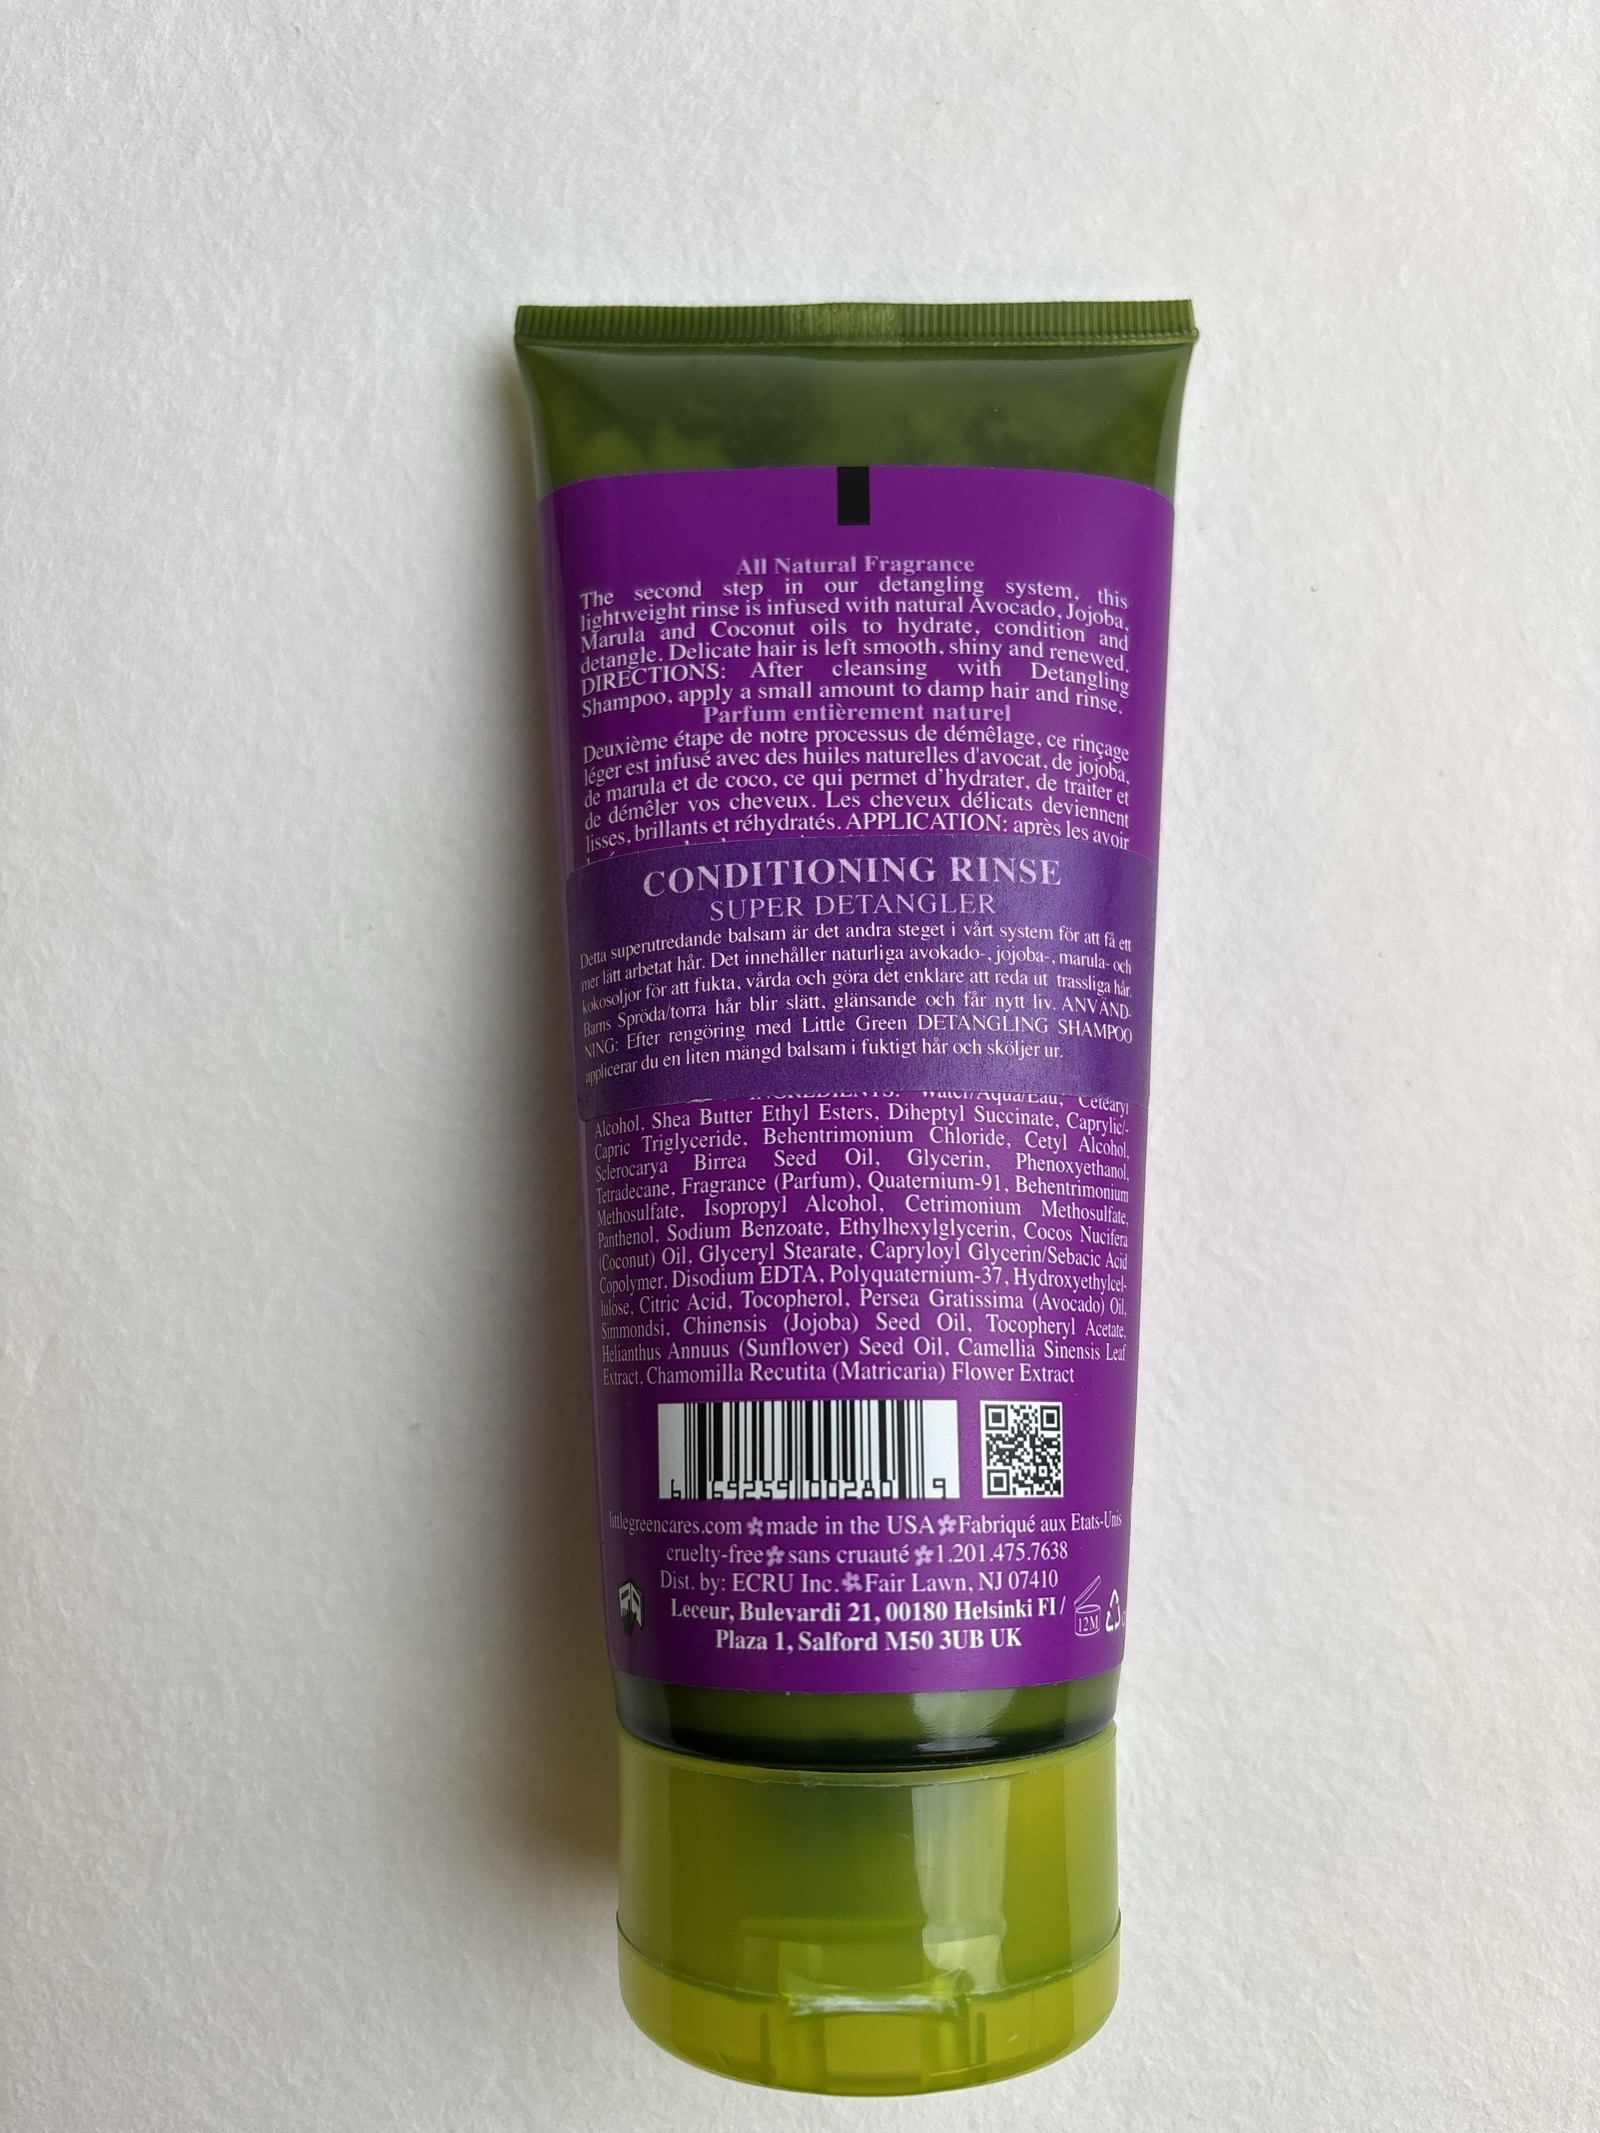 All Natural Fragrance
The second step in our detangling system, this
lightweight rinse is infused with natural Avocado, Jojoba,
Marula and Coconut oils to hydrate, condition and
detangle. Delicate hair is left smooth, shiny and renewed.
DIRECTIONS: After cleansing with Detangling
Shampoo, apply a small amount to damp hair and rinse.
Parfum entièrement naturel
Deuxième étape de notre processus de démêlage, ce rinçage
léger est infusé avec des huiles naturelles d'avocat, de jojoba,
de marula et de coco, ce qui permet d’hydrater, de traiter et
de démêler vos cheveux. Les cheveux délicats deviennent
lisses, brillants et réhydratés. APPLICATION: après les avoir
CONDITIONING RINSE
SUPER DETANGLER
Detta superutredande balsam är det andra steget i vårt system för att få ett
mer lätt arbetat hår. Det innehåller naturliga avokado-, jojoba-, marula- och
kokosoljor för att fukta, vårda och göra det enklare att reda ut trassliga hår.
Barns Spröda/torra hår blir slätt, glänsande och får nytt liv. ANVÄND-
NING: Efter rengöring med Little Green DETANGLING SHAMPOO
applicerar du en liten mängd balsam i fuktigt hår och sköljer ur.
INGREDIENTS: Water/Aqua/Eau, Cetearyl
Alcohol, Shea Butter Ethyl Esters, Diheptyl Succinate, Caprylic/-
Capric Triglyceride, Behentrimonium Chloride, Cetyl Alcohol,
Sclerocarya Birrea Seed Oil, Glycerin, Phenoxyethanol,
Tetradecane, Fragrance (Parfum), Quaternium-91, Behentrimonium
Methosulfate, Isopropyl Alcohol, Cetrimonium Methosulfate,
Panthenol, Sodium Benzoate, Ethylhexylglycerin, Cocos Nucifera
(Coconut) Oil, Glyceryl Stearate, Capryloyl Glycerin/Sebacic Acid
Copolymer, Disodium EDTA, Polyquaternium-37, Hydroxyethylcel-
lulose, Citric Acid, Tocopherol, Persea Gratissima (Avocado) Oil,
Simmondsi, Chinensis (Jojoba) Seed Oil, Tocopheryl Acetate,
Helianthus Annuus (Sunflower) Seed Oil, Camellia Sinensis Leaf
Extract, Chamomilla Recutita (Matricaria) Flower Extract
6 69259 00280 9
littlegreencares.com made in the USA Fabriqué aux Etats-Unis
cruelty-free sans cruauté 1.201.475.7638
Dist. by: ECRU Inc. Fair Lawn, NJ 07410
Leceur, Bulevardi 21, 00180 Helsinki FI /
Plaza 1, Salford M50 3UB UK
12M